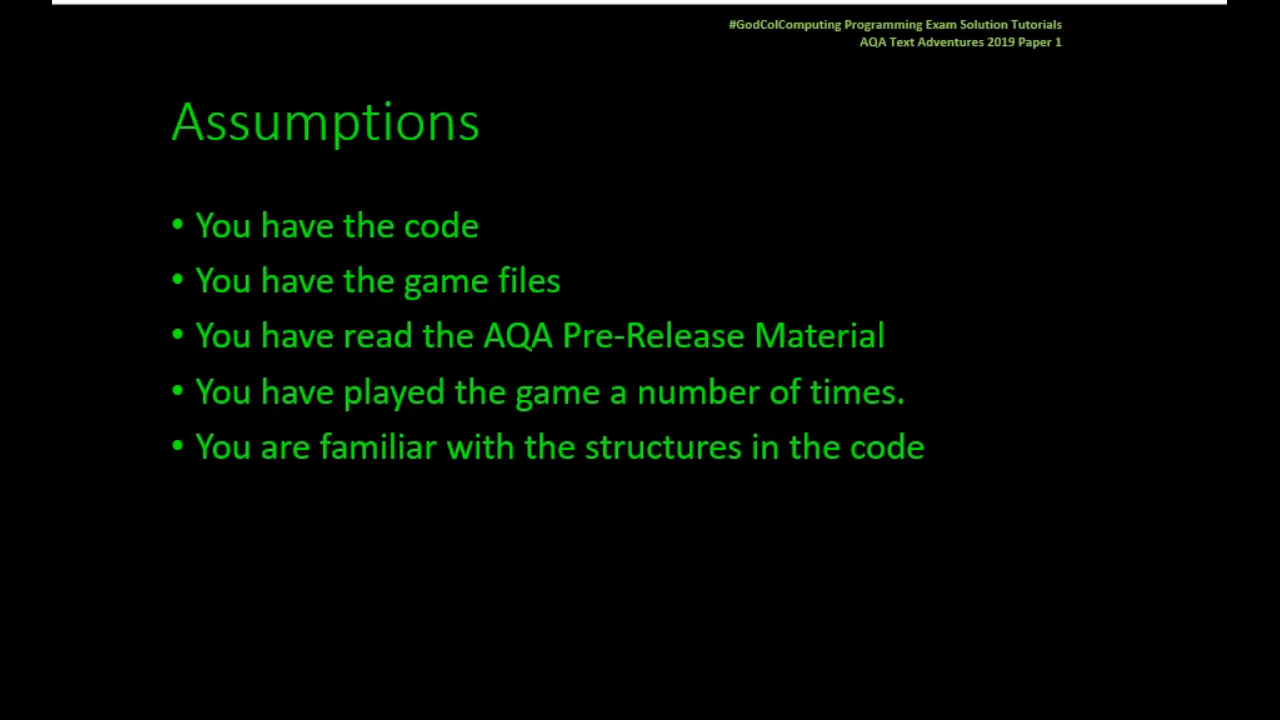 #GodColComputing Programming Exam Solution Tutorials
AQA Text Adventures 2019 Paper 1
Assumptions
• You have the code
• You have the game files
• You have read the AQA Pre-Release Material
• You have played the game a number of times.
• You are familiar with the structures in the code